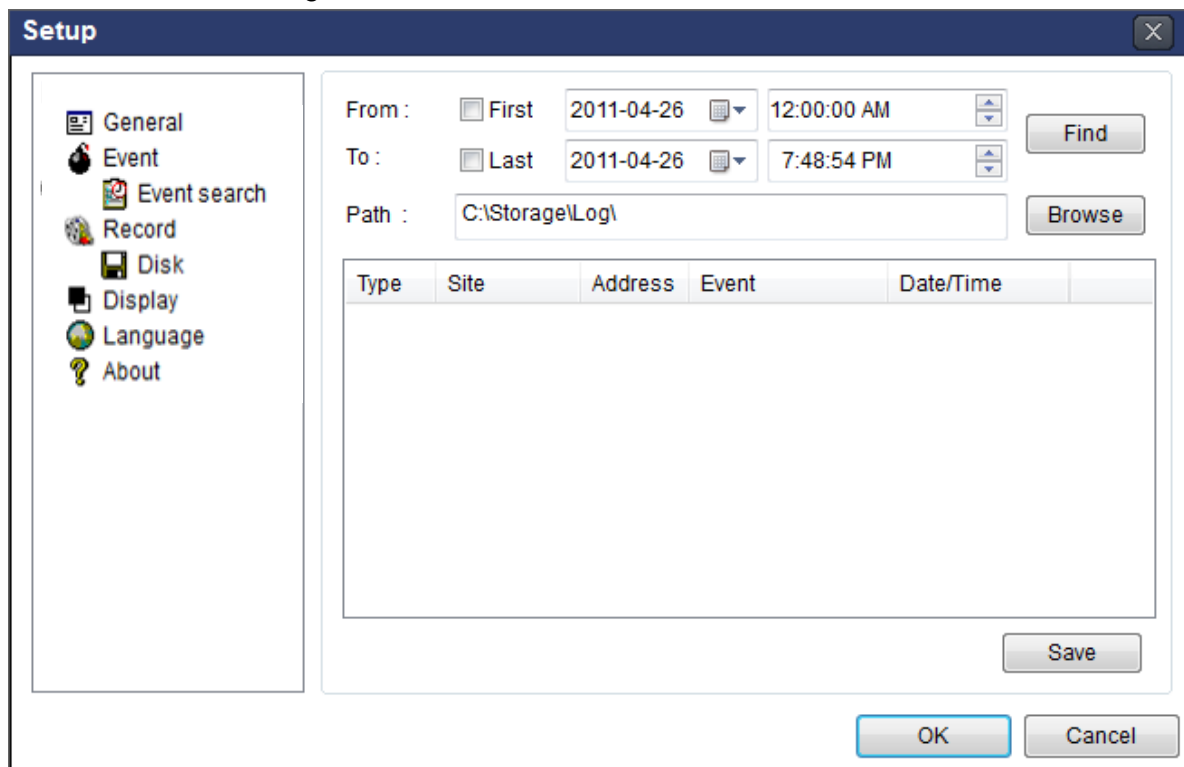 Setup
General
Event
Event search
Record
Disk
Display
Language
About
From : First 2011-04-26 12:00:00 AM Find
To : Last 2011-04-26 7:48:54 PM
Path : C:\Storage\Log\ Browse
Type Site Address Event Date/Time
Save
OK Cancel